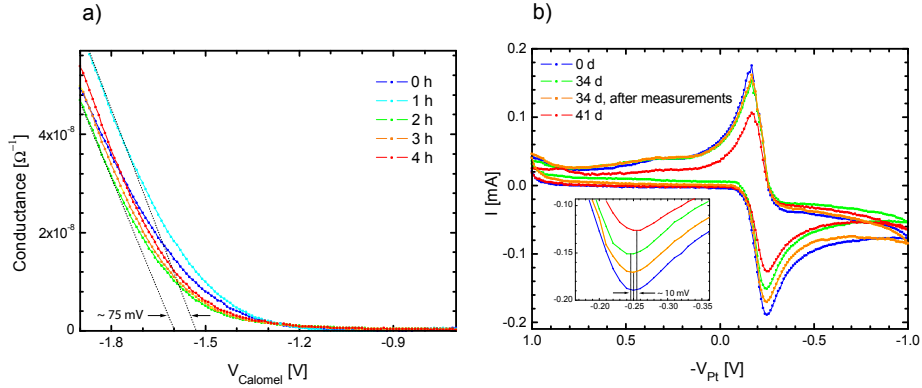 a)
Conductance [Ω⁻¹]
4x10⁻⁸
2x10⁻⁸
0
0 h
1 h
2 h
3 h
4 h
~ 75 mV
-1.8 -1.5 -1.2 -0.9
V_Calomel [V]
b)
I [mA]
0.2
0.1
0.0
-0.1
-0.2
0 d
34 d
34 d, after measurements
41 d
-0.10
-0.15
-0.20
~ 10 mV
-0.20 -0.25 -0.30 -0.35
1.0 0.5 0.0 -0.5 -1.0
-V_Pt [V]